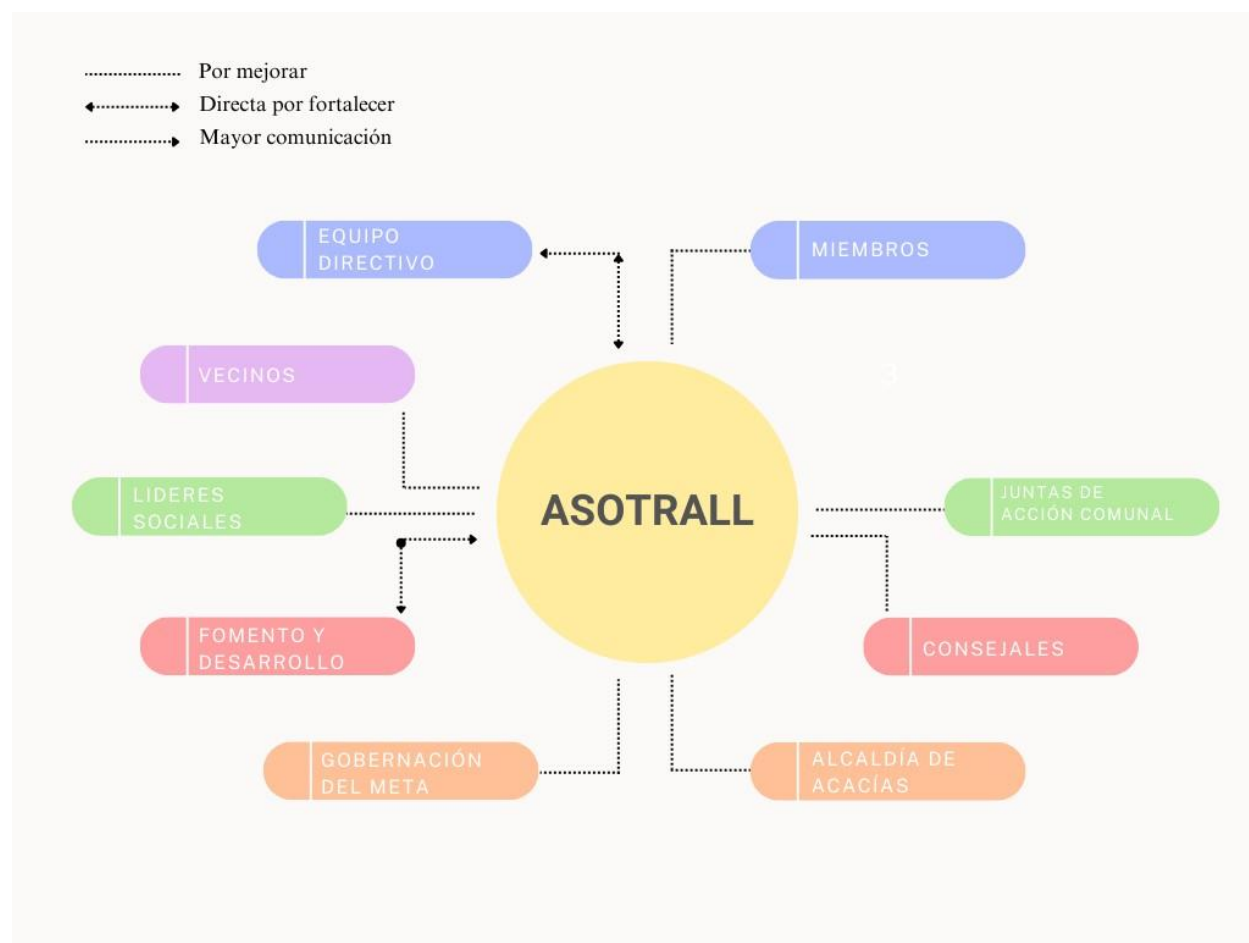 Por mejorar
Directa por fortalecer
Mayor comunicación
EQUIPO
DIRECTIVO
MIEMBROS
VECINOS
3
LIDERES
SOCIALES
ASOTRALL
JUNTAS DE
ACCIÓN COMUNAL
FOMENTO Y
DESARROLLO
CONSEJALES
GOBERNACIÓN
DEL META
ALCALDÍA DE
ACACÍAS